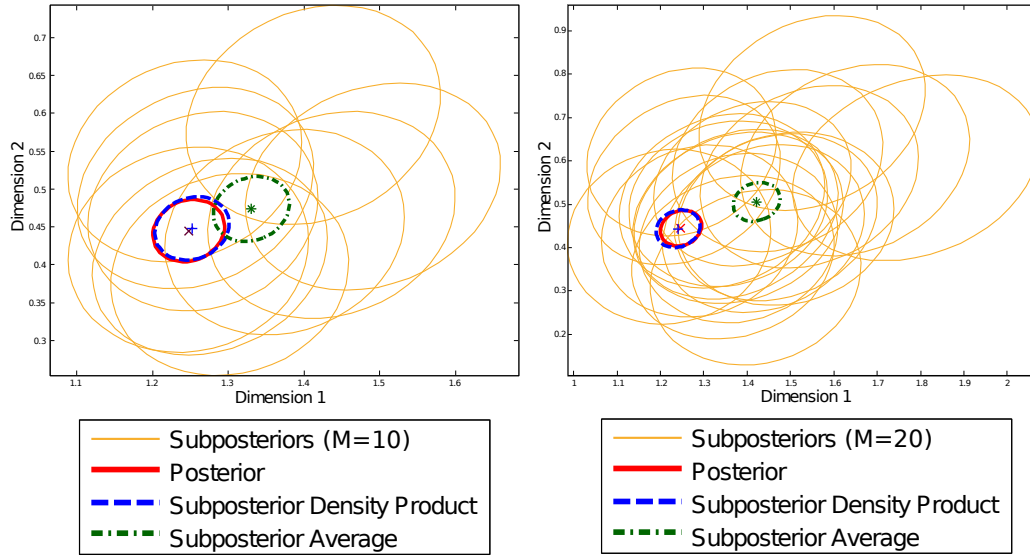 0.7
0.65
0.6
0.55
0.5
0.45
0.4
0.35
0.3
Dimension 2
1.1
1.2
1.3
1.4
1.5
1.6
Dimension 1
Subposteriors (M=10)
Posterior
Subposterior Density Product
Subposterior Average
0.9
0.8
0.7
0.6
0.5
0.4
0.3
0.2
Dimension 2
1
1.1
1.2
1.3
1.4
1.5
1.6
1.7
1.8
1.9
2
Dimension 1
Subposteriors (M=20)
Posterior
Subposterior Density Product
Subposterior Average